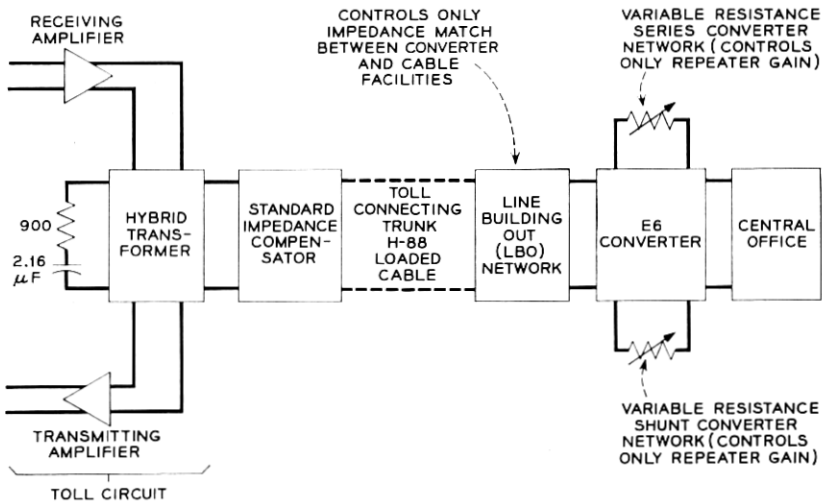 RECEIVING
AMPLIFIER
CONTROLS ONLY
IMPEDANCE MATCH
BETWEEN CONVERTER
AND CABLE
FACILITIES
VARIABLE RESISTANCE
SERIES CONVERTER
NETWORK (CONTROLS
ONLY REPEATER GAIN)
900
2.16
μF
HYBRID
TRANS-
FORMER
STANDARD
IMPEDANCE
COMPEN-
SATOR
TOLL
CONNECTING
TRUNK
H-88
LOADED
CABLE
LINE
BUILDING
OUT
(LBO)
NETWORK
E6
CONVERTER
CENTRAL
OFFICE
TRANSMITTING
AMPLIFIER
TOLL CIRCUIT
VARIABLE RESISTANCE
SHUNT CONVERTER
NETWORK (CONTROLS
ONLY REPEATER GAIN)